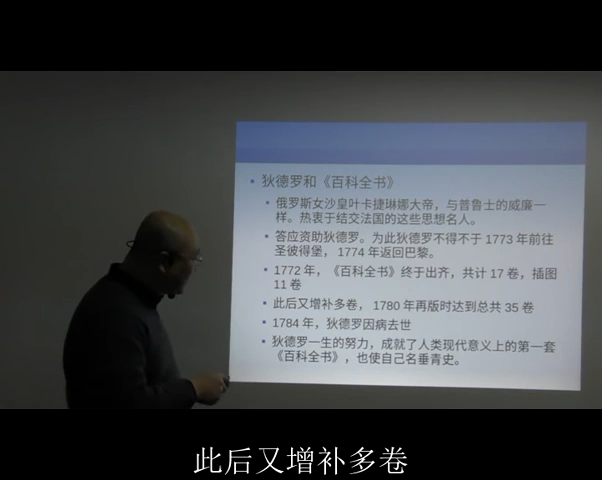 狄德罗和《百科全书》
俄罗斯女沙皇叶卡捷琳娜大帝，与普鲁士的威廉一
样。热衷于结交法国的这些思想名人。
答应资助狄德罗。为此狄德罗不得不于 1773 年前往
圣彼得堡， 1774 年返回巴黎。
1772 年，《百科全书》终于出齐，共计 17 卷，插图
11 卷
此后又增补多卷， 1780 年再版时达到总共 35 卷
1784 年，狄德罗因病去世
狄德罗一生的努力，成就了人类现代意义上的第一套
《百科全书》，也使自己名垂青史。
此后又增补多卷